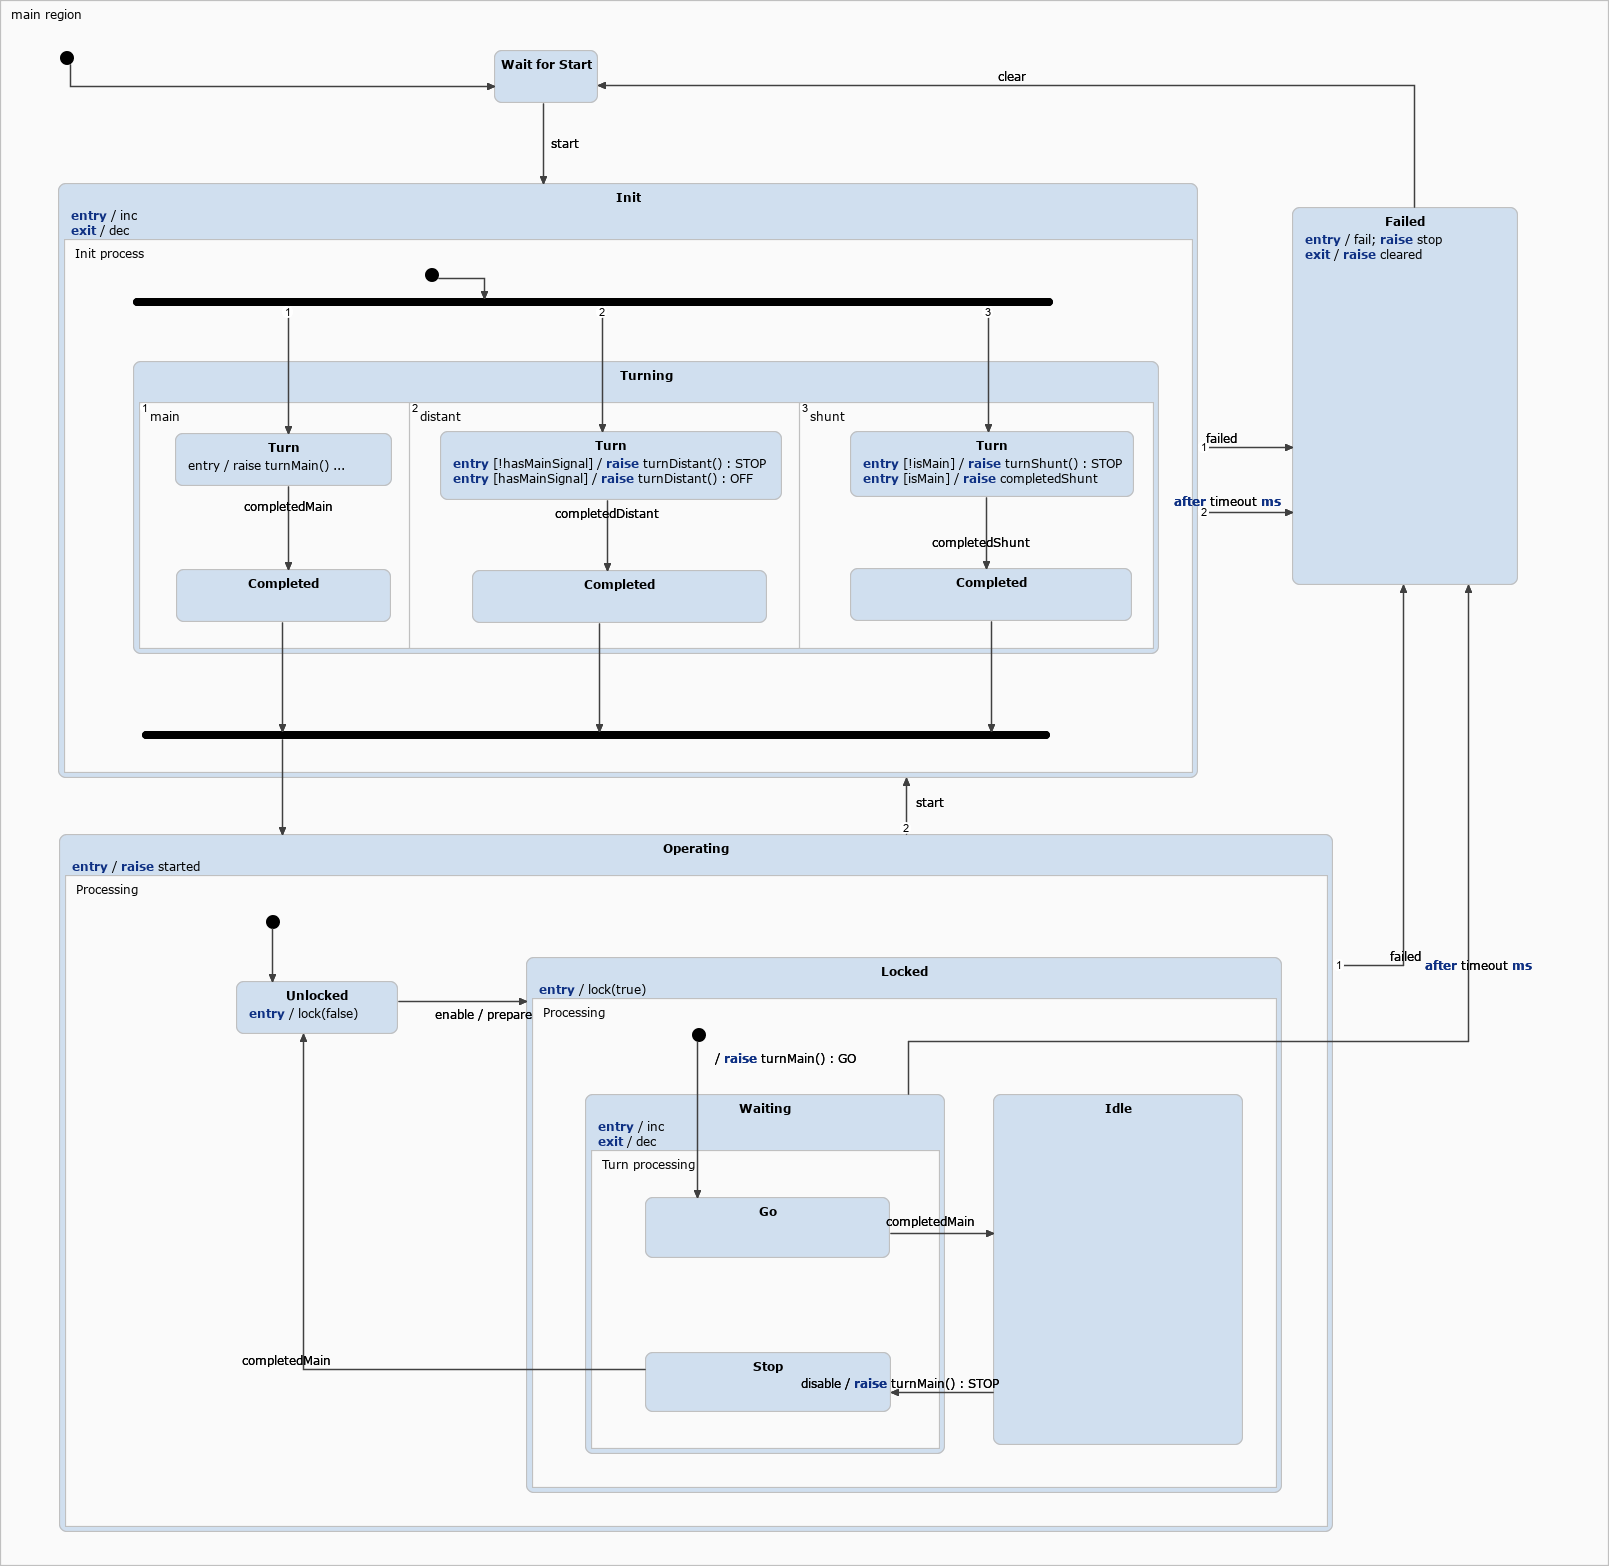 main region
Wait for Start
clear
start
Init
entry / inc
exit / dec
Init process
1
2
3
Turning
1 main
2 distant
3 shunt
Turn
entry / raise turnMain() ...
Turn
entry [!hasMainSignal] / raise turnDistant() : STOP
entry [hasMainSignal] / raise turnDistant() : OFF
Turn
entry [!isMain] / raise turnShunt() : STOP
entry [isMain] / raise completedShunt
completedMain
completedDistant
completedShunt
Completed
Completed
Completed
Failed
entry / fail; raise stop
exit / raise cleared
failed
1
after timeout ms
2
start
2
Operating
entry / raise started
Processing
Unlocked
entry / lock(false)
enable / prepare
Locked
entry / lock(true)
Processing
/ raise turnMain() : GO
1
failed
after timeout ms
Waiting
entry / inc
exit / dec
Turn processing
Idle
Go
completedMain
Stop
disable / raise turnMain() : STOP
completedMain